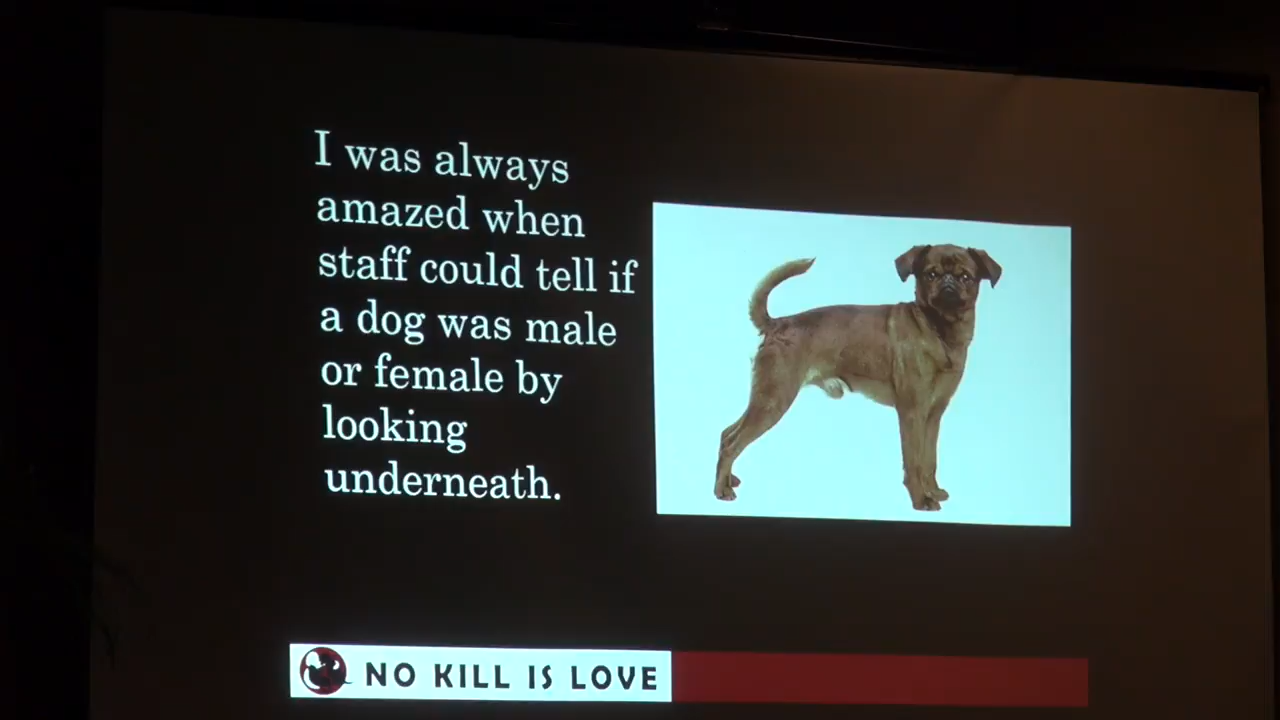 I was always
amazed when
staff could tell if
a dog was male
or female by
looking
underneath.
NO KILL IS LOVE